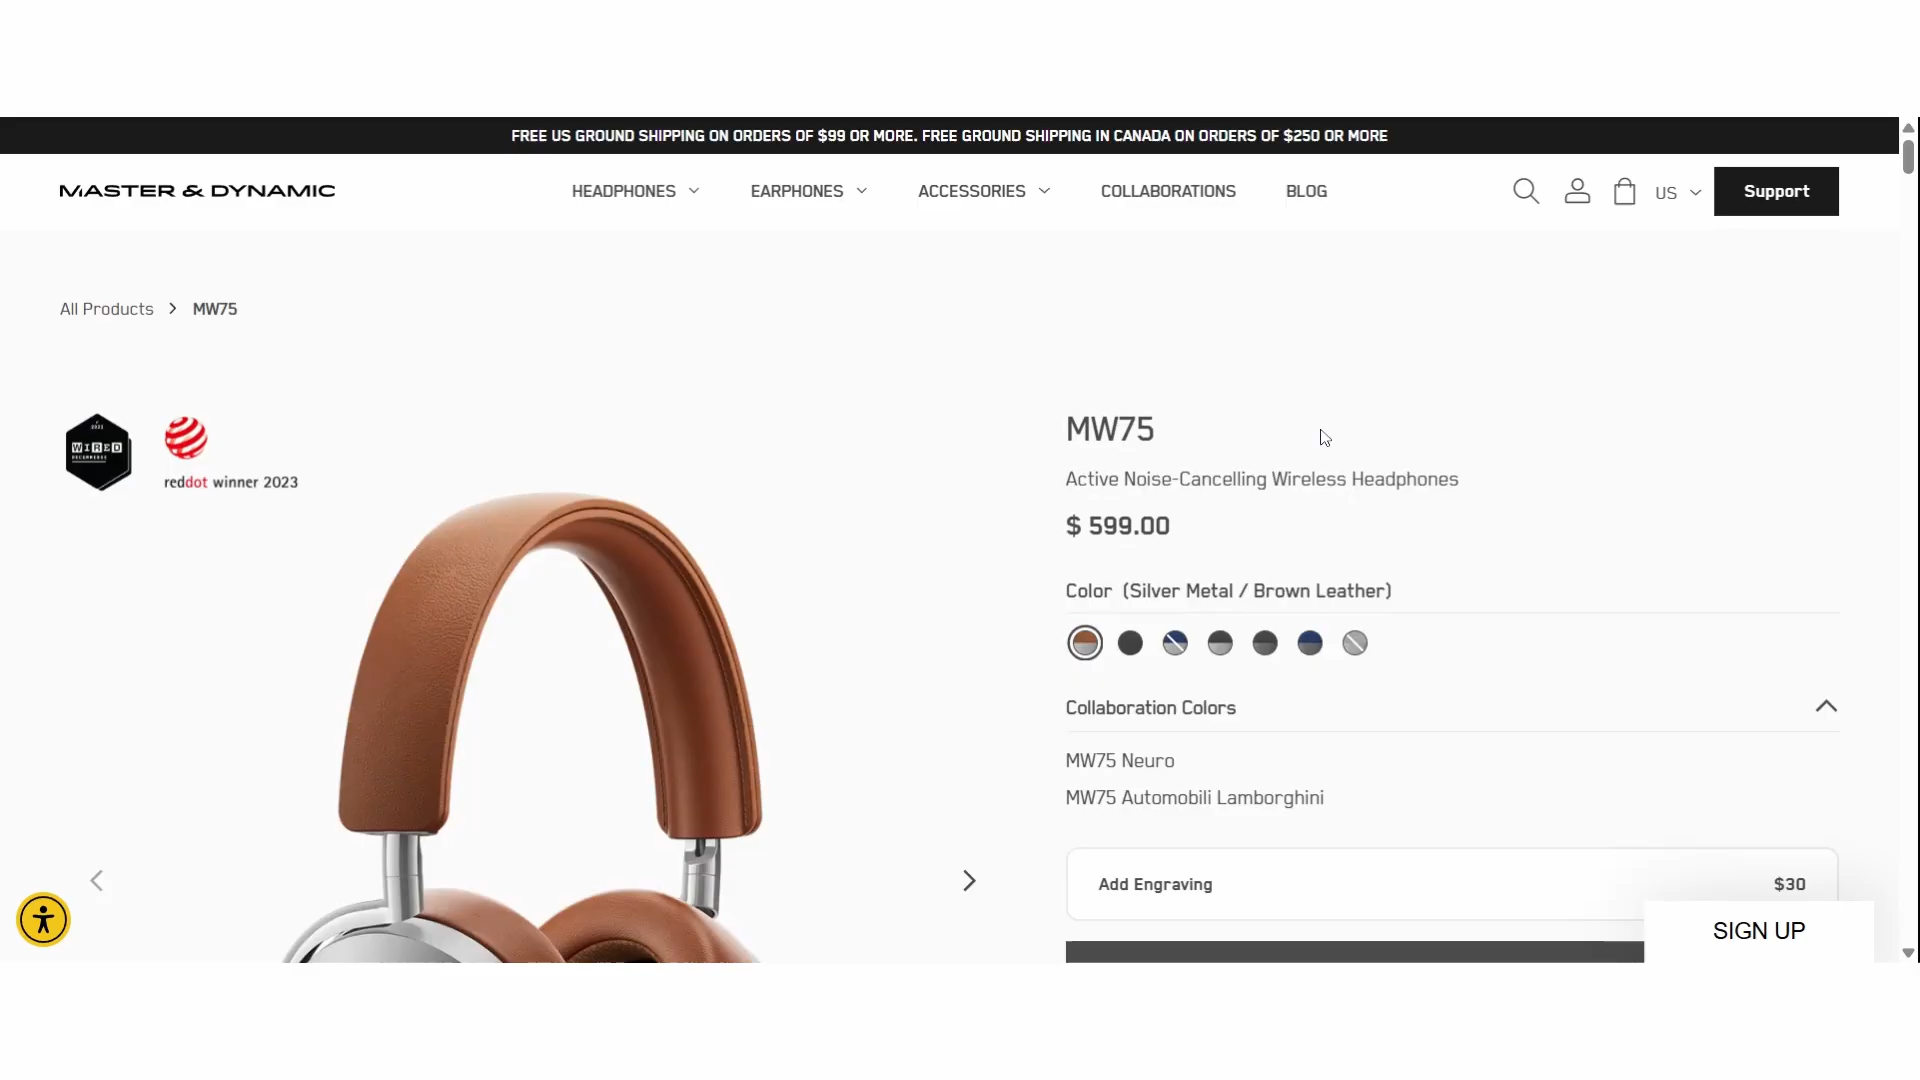 FREE US GROUND SHIPPING ON ORDERS OF $99 OR MORE. FREE GROUND SHIPPING IN CANADA ON ORDERS OF $250 OR MORE
MASTER & DYNAMIC
HEADPHONES
EARPHONES
ACCESSORIES
COLLABORATIONS
BLOG
US
Support
All Products
MW75
WIRED
reddot winner 2023
MW75
Active Noise-Cancelling Wireless Headphones
$ 599.00
Color (Silver Metal / Brown Leather)
Collaboration Colors
MW75 Neuro
MW75 Automobili Lamborghini
Add Engraving
$30
SIGN UP